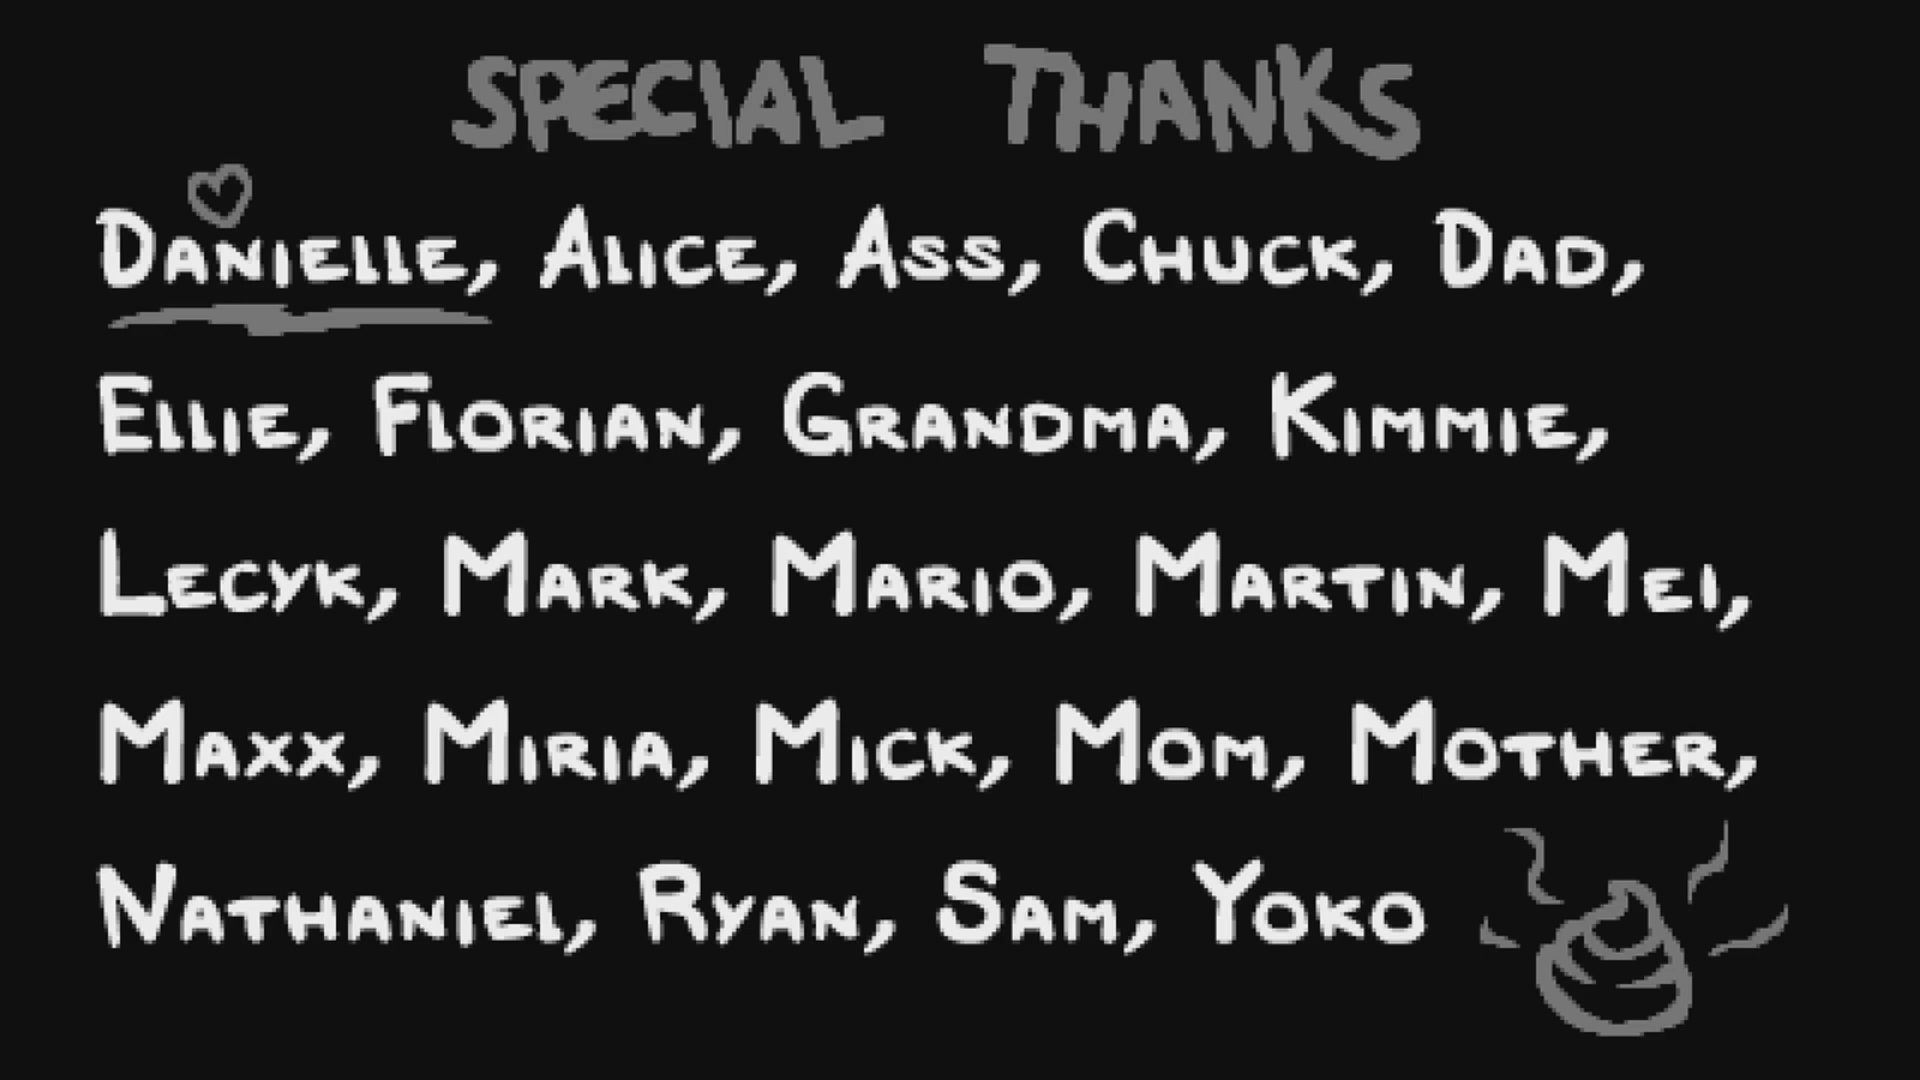 SPECIAL THANKS
DANIELLE, ALICE, ASS, CHUCK, DAD,
ELLIE, FLORIAN, GRANDMA, KIMMIE,
LECYK, MARK, MARIO, MARTIN, MEI,
MAXX, MIRIA, MICK, MOM, MOTHER,
NATHANIEL, RYAN, SAM, YOKO